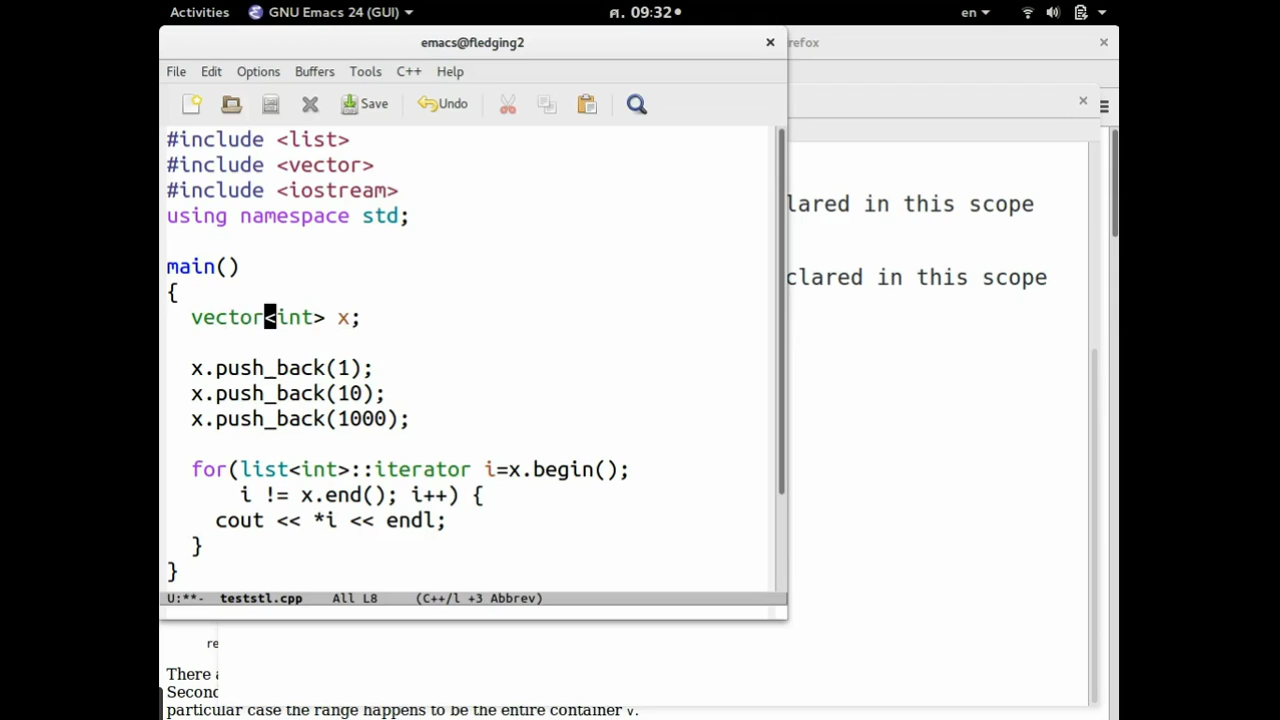 Activities GNU Emacs 24 (GUI) ศ. 09:32 en
emacs@fledging2
refox
File Edit Options Buffers Tools C++ Help
Save Undo
#include <list>
#include <vector>
#include <iostream>
using namespace std;
main()
{
vector<int> x;
x.push_back(1);
x.push_back(10);
x.push_back(1000);
for(list<int>::iterator i=x.begin();
i != x.end(); i++) {
cout << *i << endl;
}
}
U:**- teststl.cpp All L8 (C++/l +3 Abbrev)
lared in this scope
clared in this scope
re
There a
Second
particular case the range happens to be the entire container v.